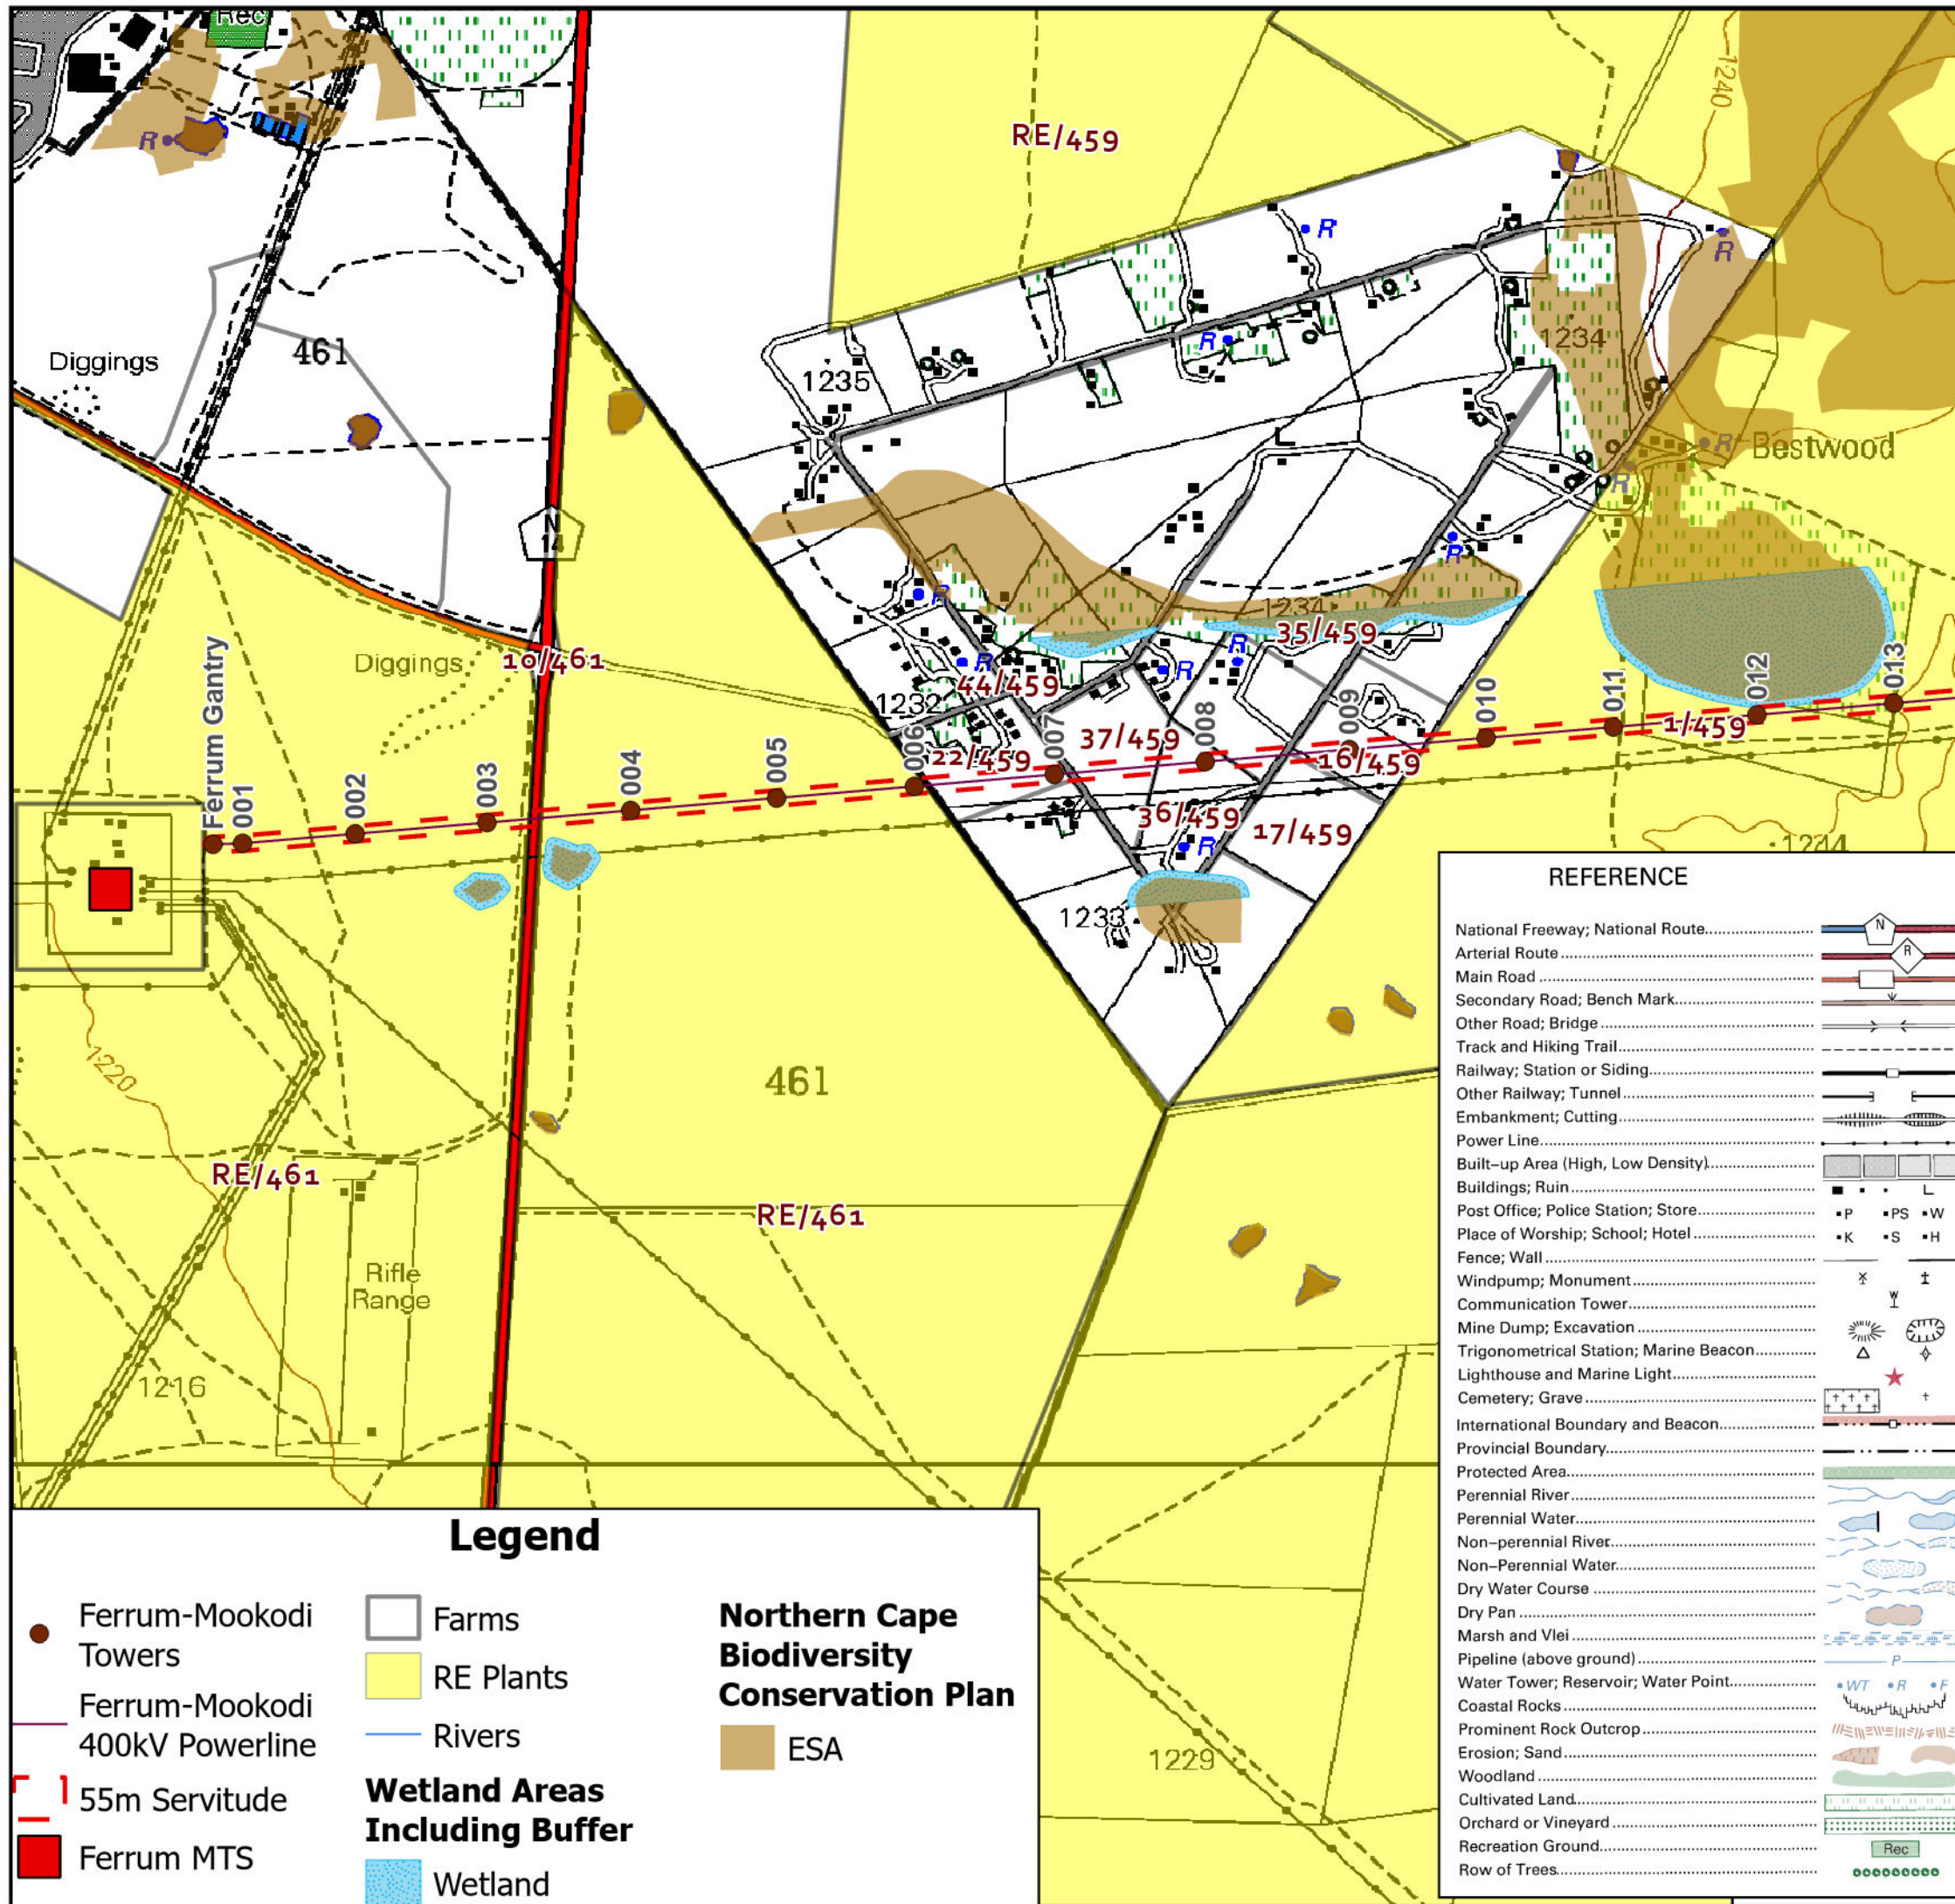 Rec
R
RE/459
1240
R
R
Diggings
461
1235
R
1234
R
Bestwood
R
N
14
R
R
1234
35/459
R
Diggings
10/461
R
R
44/459
1232
Ferrum Gantry
001
002
003
004
005
006
007
008
009
010
011
012
013
22/459
37/459
16/459
1/459
36/459
17/459
R
1244
1233
1220
461
RE/461
RE/461
Rifle
Range
1216
1229
Legend
Ferrum-Mookodi
Towers
Ferrum-Mookodi
400kV Powerline
55m Servitude
Ferrum MTS
Farms
RE Plants
Rivers
Wetland Areas
Including Buffer
Wetland
Northern Cape
Biodiversity
Conservation Plan
ESA
REFERENCE
National Freeway; National Route N
Arterial Route R
Main Road
Secondary Road; Bench Mark
Other Road; Bridge
Track and Hiking Trail
Railway; Station or Siding
Other Railway; Tunnel
Embankment; Cutting
Power Line
Built-up Area (High, Low Density)
Buildings; Ruin
Post Office; Police Station; Store P PS W
Place of Worship; School; Hotel K S H
Fence; Wall
Windpump; Monument
Communication Tower W
Mine Dump; Excavation
Trigonometrical Station; Marine Beacon
Lighthouse and Marine Light
Cemetery; Grave
International Boundary and Beacon
Provincial Boundary
Protected Area
Perennial River
Perennial Water
Non-perennial River
Non-Perennial Water
Dry Water Course
Dry Pan
Marsh and Vlei
Pipeline (above ground) P
Water Tower; Reservoir; Water Point WT R F
Coastal Rocks
Prominent Rock Outcrop
Erosion; Sand
Woodland
Cultivated Land
Orchard or Vineyard
Recreation Ground Rec
Row of Trees